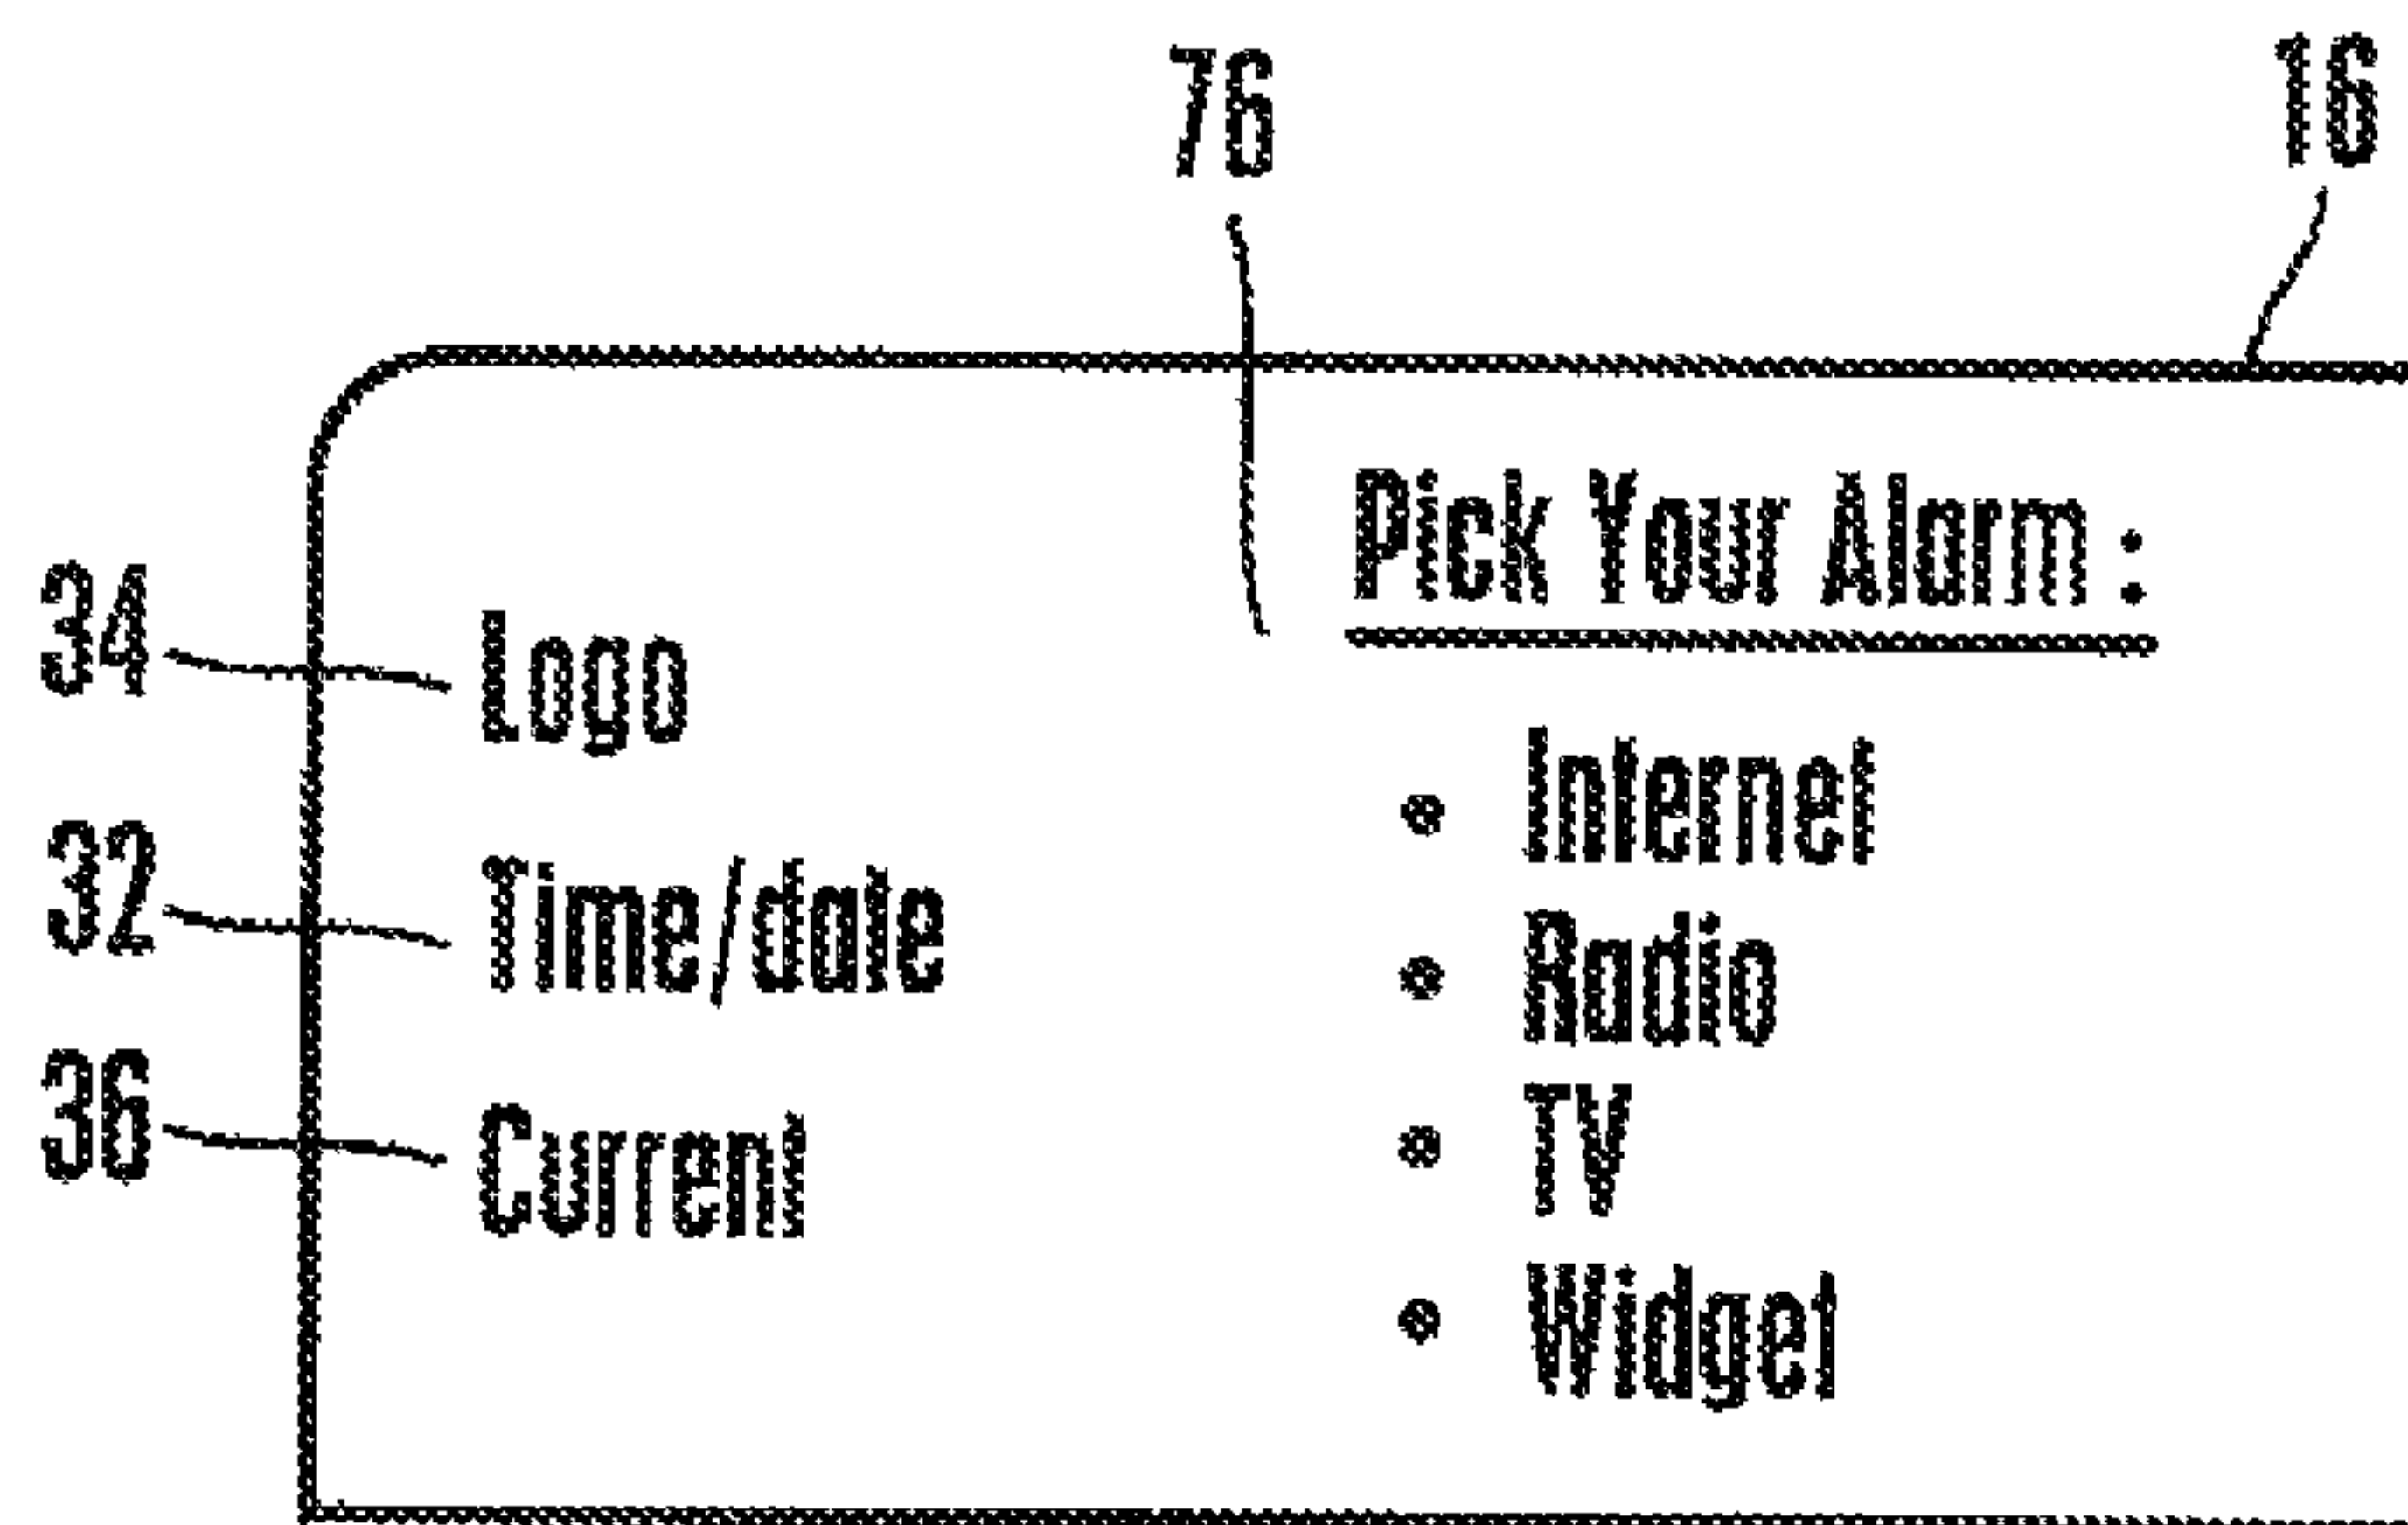 76 16
Pick Your Alarm :
34 Logo
Internet
32 Time/date
Radio
36 Current
TV
Widget